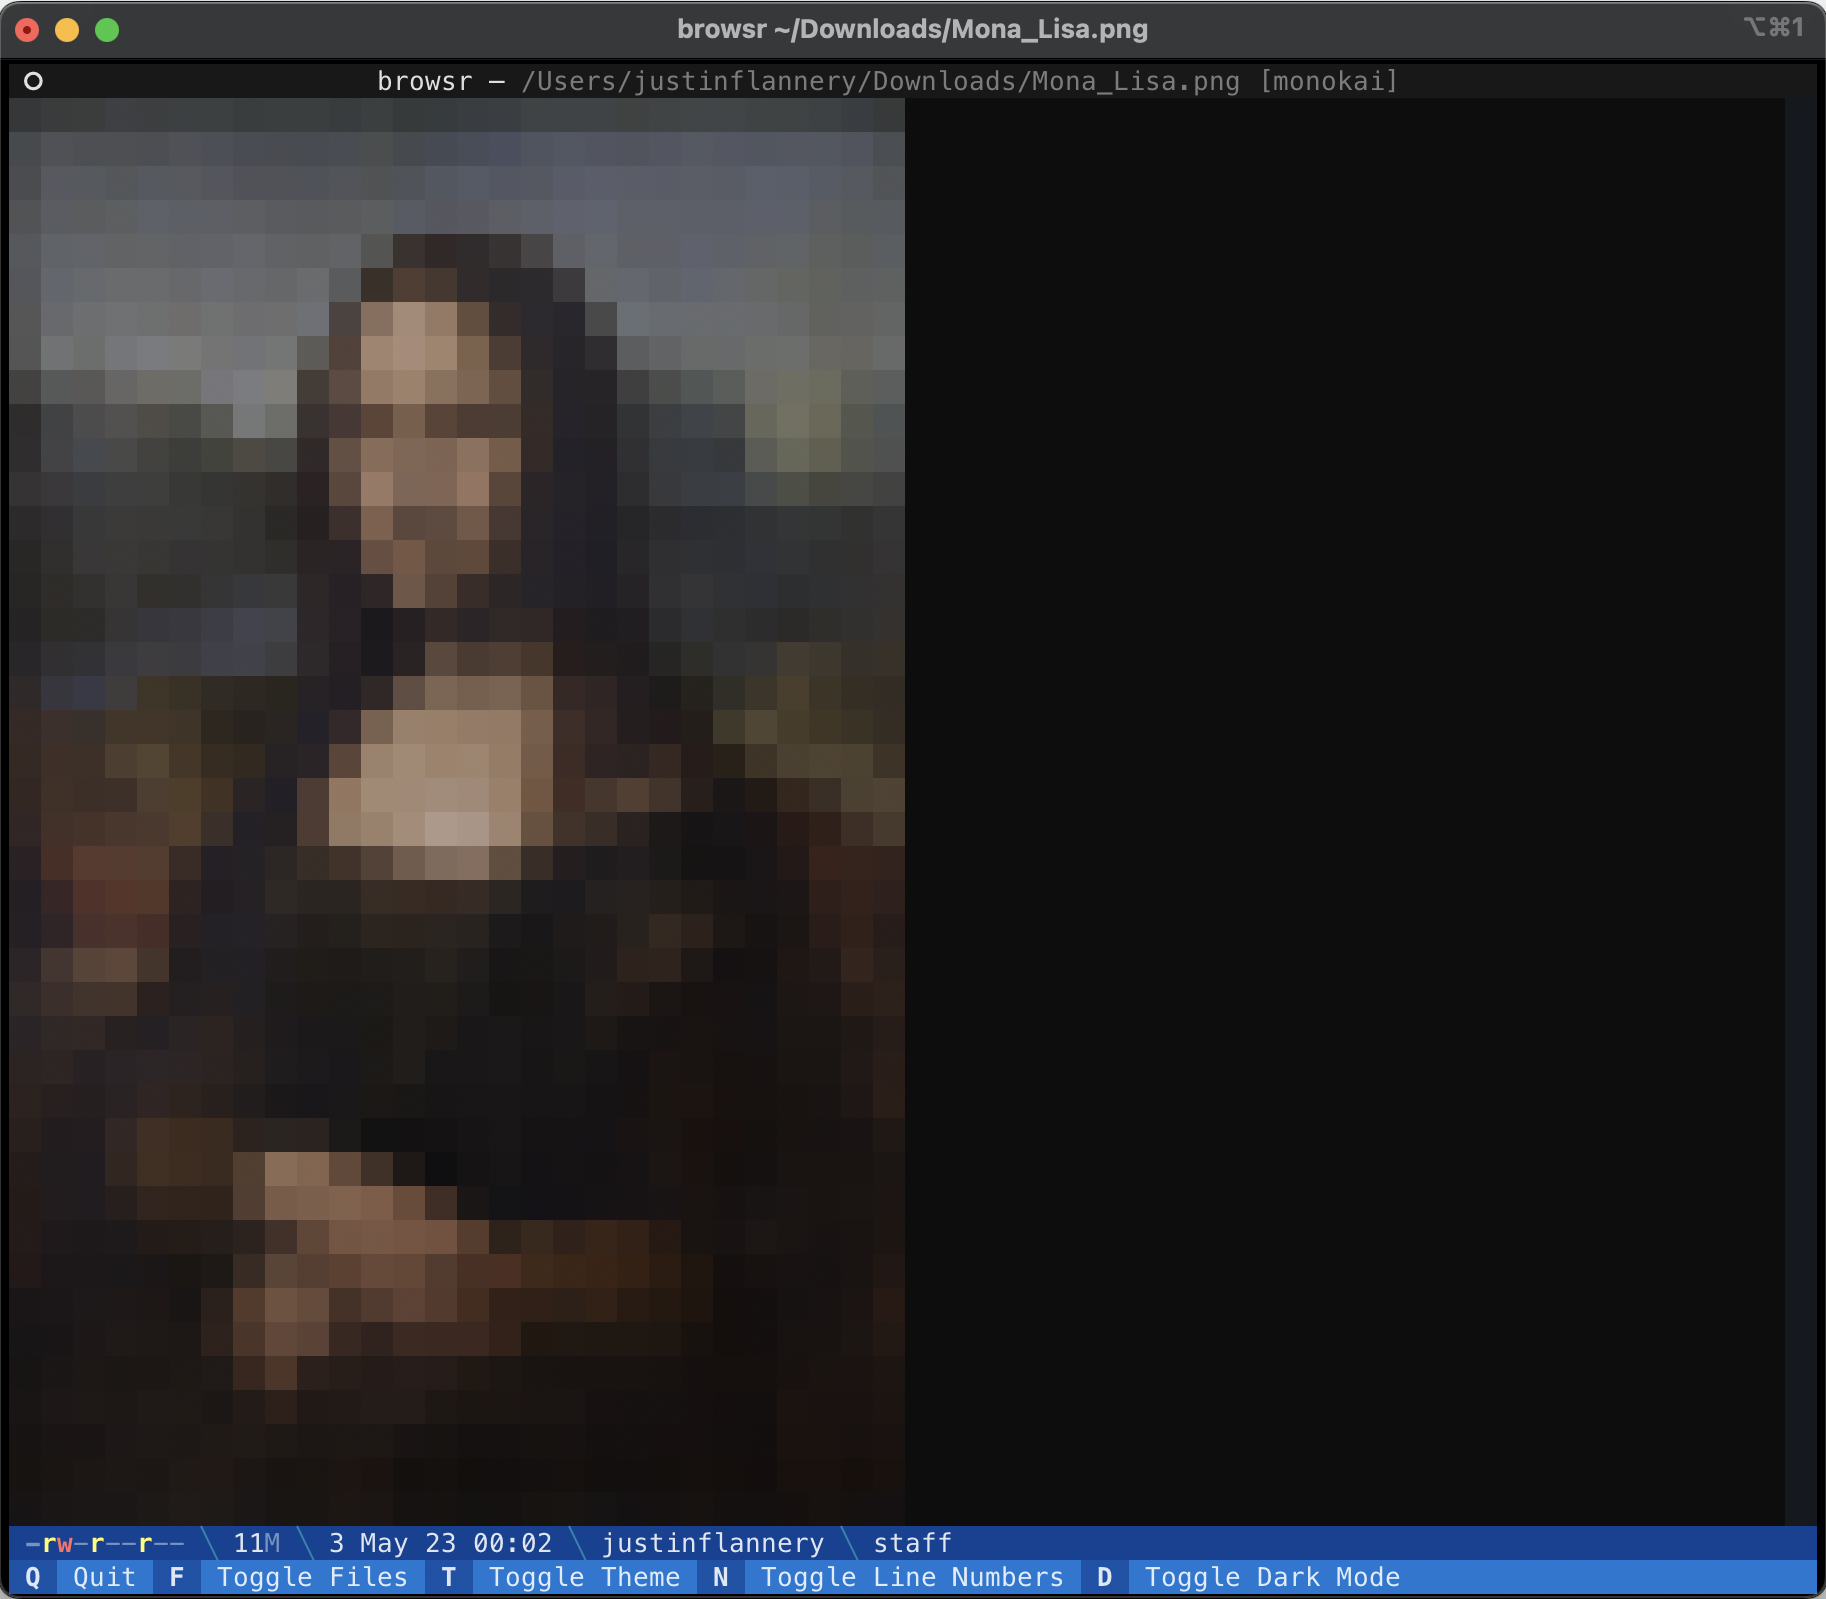 browsr ~/Downloads/Mona_Lisa.png ⌥⌘1
browsr — /Users/justinflannery/Downloads/Mona_Lisa.png [monokai]
-rw-r--r-- 11M 3 May 23 00:02 justinflannery staff
Q Quit F Toggle Files T Toggle Theme N Toggle Line Numbers D Toggle Dark Mode